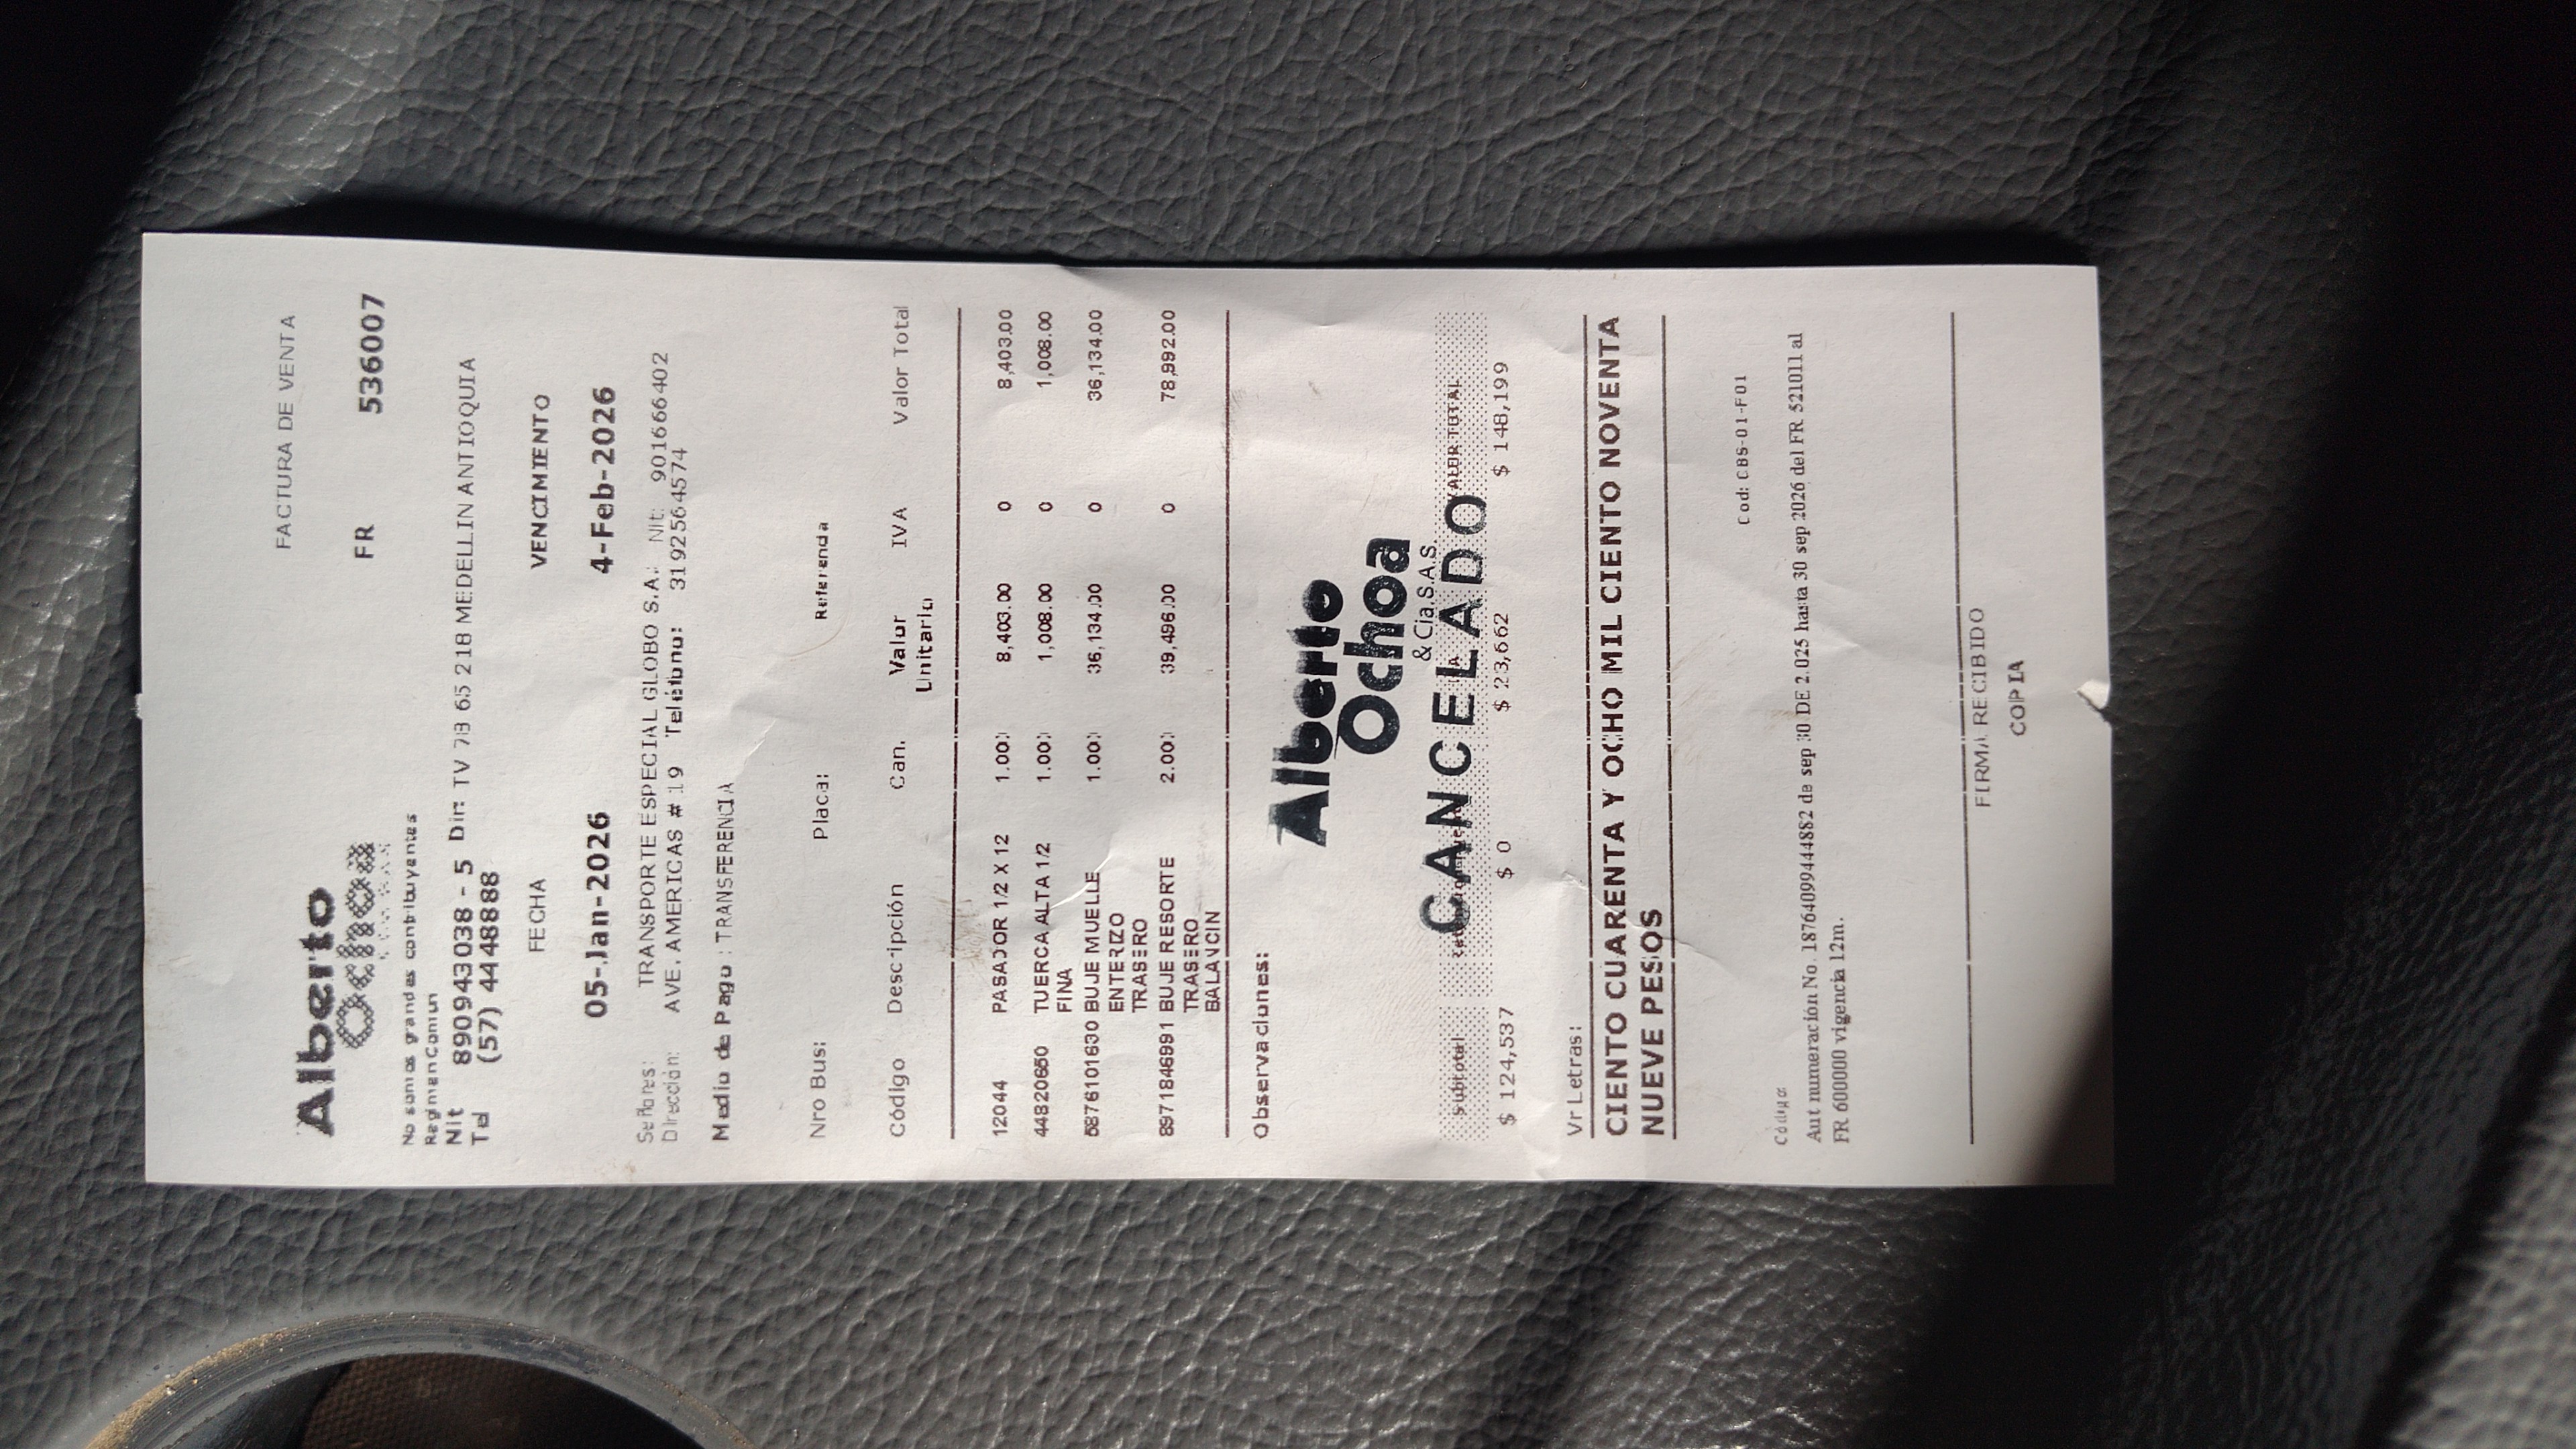 FACTURA DE VENTA
Alberto
Ochoa
FR 536007
No somos grandes contribuyentes
Regimen Comun
Nit 890943038 - 5 Dir: TV 78 65 218 MEDELLIN ANTIOQUIA
Tel (57) 4448888
FECHA VENCIMIENTO
05-Jan-2026 4-Feb-2026
Señores: TRANSPORTE ESPECIAL GLOBO S.A.: Nit: 901666402
Dirección: AVE. AMERICAS # 19 Teléfono: 3192564574
Medio de Pago : TRANSFERENCIA
Nro Bus: Placa: Referencia
Código Descripción Can. Valor Unitario IVA Valor Total
12044 PASADOR 1/2 X 12 1.00 8,403.00 0 8,403.00
44820650 TUERCA ALTA 1/2 1.00 1,008.00 0 1,008.00
FINA
5876101630 BUJE MUELLE 1.00 36,134.00 0 36,134.00
ENTERIZO
TRASERO
8971846991 BUJE RESORTE 2.00 39,496.00 0 78,992.00
TRASERO
BALANCIN
Observaciones:
Alberto
Ochoa
& Cia.S.A.S.
CANCELADO
Subtotal VALOR TOTAL
$ 124,537 $ 0 $ 23,662 $ 148,199
Vr Letras:
CIENTO CUARENTA Y OCHO MIL CIENTO NOVENTA
NUEVE PESOS
Cod: CBS-01-F01
Código:
Aut numeración No. 18764099444882 de sep 30 DE 2.025 hasta 30 sep 2026 del FR 521011 al
FR 6000000 vigencia 12m.
FIRMA RECIBIDO
COPIA